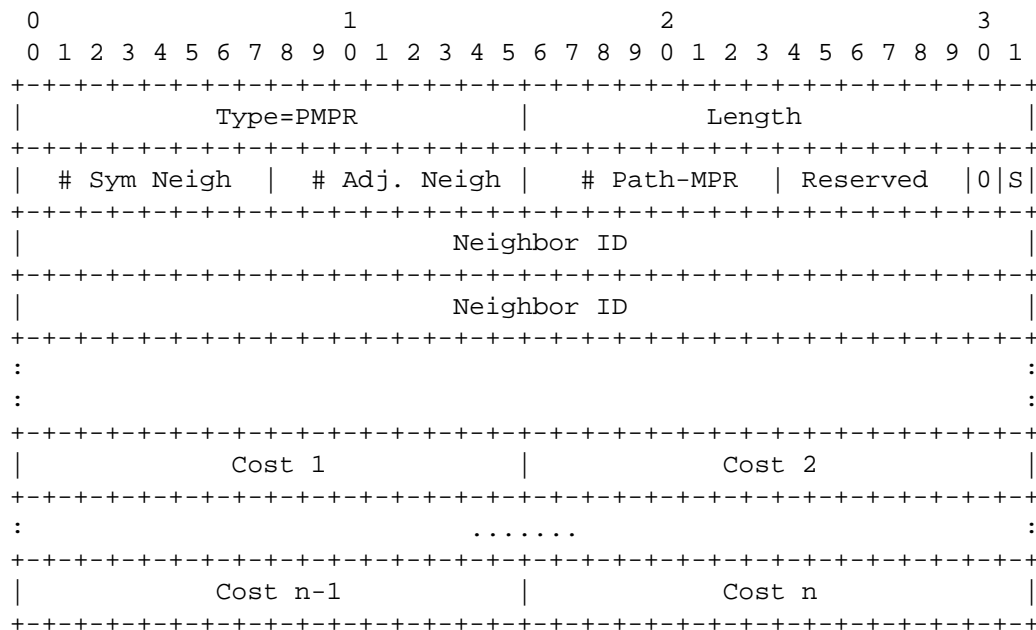 0                   1                   2                   3
 0 1 2 3 4 5 6 7 8 9 0 1 2 3 4 5 6 7 8 9 0 1 2 3 4 5 6 7 8 9 0 1
+-+-+-+-+-+-+-+-+-+-+-+-+-+-+-+-+-+-+-+-+-+-+-+-+-+-+-+-+-+-+-+-+
|            Type=PMPR          |           Length              |
+-+-+-+-+-+-+-+-+-+-+-+-+-+-+-+-+-+-+-+-+-+-+-+-+-+-+-+-+-+-+-+-+
|  # Sym Neigh  |  # Adj. Neigh |   # Path-MPR  | Reserved  |0|S|
+-+-+-+-+-+-+-+-+-+-+-+-+-+-+-+-+-+-+-+-+-+-+-+-+-+-+-+-+-+-+-+-+
|                           Neighbor ID                         |
+-+-+-+-+-+-+-+-+-+-+-+-+-+-+-+-+-+-+-+-+-+-+-+-+-+-+-+-+-+-+-+-+
|                           Neighbor ID                         |
+-+-+-+-+-+-+-+-+-+-+-+-+-+-+-+-+-+-+-+-+-+-+-+-+-+-+-+-+-+-+-+-+
:                                                               :
:                                                               :
+-+-+-+-+-+-+-+-+-+-+-+-+-+-+-+-+-+-+-+-+-+-+-+-+-+-+-+-+-+-+-+-+
|             Cost 1            |            Cost 2             |
+-+-+-+-+-+-+-+-+-+-+-+-+-+-+-+-+-+-+-+-+-+-+-+-+-+-+-+-+-+-+-+-+
:                            .......                            :
+-+-+-+-+-+-+-+-+-+-+-+-+-+-+-+-+-+-+-+-+-+-+-+-+-+-+-+-+-+-+-+-+
|            Cost n-1           |            Cost n             |
+-+-+-+-+-+-+-+-+-+-+-+-+-+-+-+-+-+-+-+-+-+-+-+-+-+-+-+-+-+-+-+-+